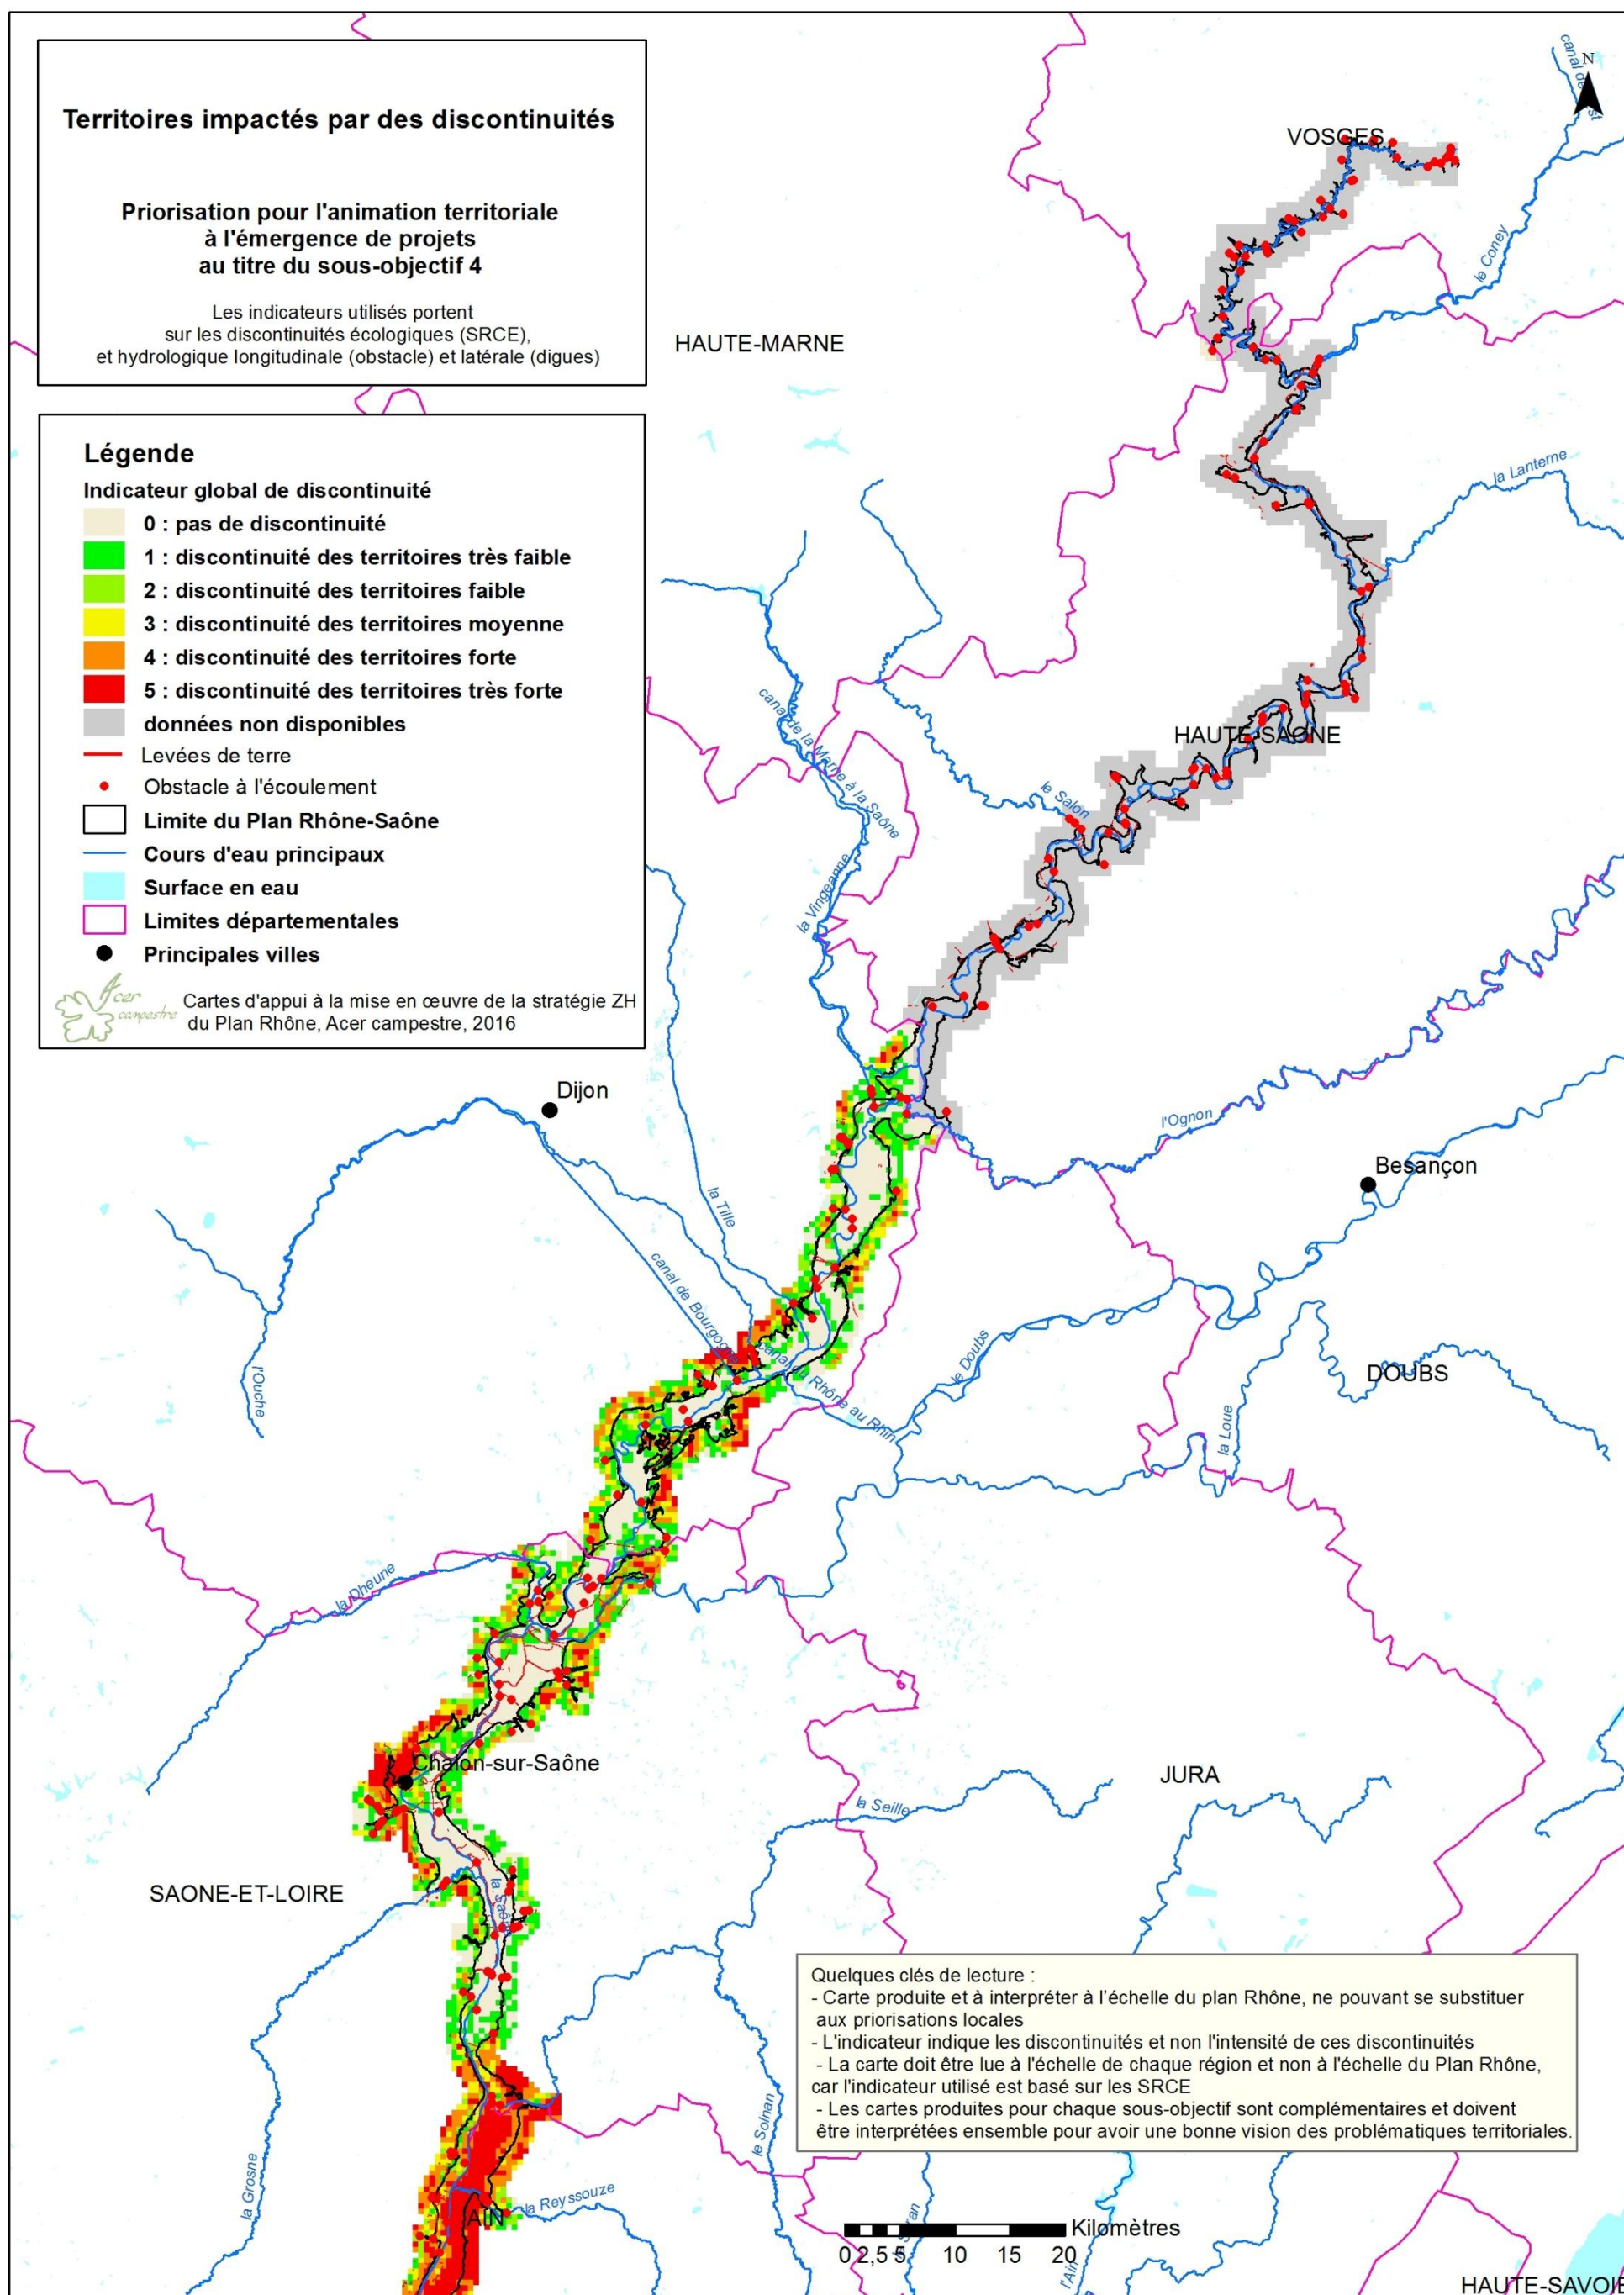 Territoires impactés par des discontinuités
Priorisation pour l'animation territoriale
à l'émergence de projets
au titre du sous-objectif 4
Les indicateurs utilisés portent
sur les discontinuités écologiques (SRCE),
et hydrologique longitudinale (obstacle) et latérale (digues)
Légende
Indicateur global de discontinuité
0 : pas de discontinuité
1 : discontinuité des territoires très faible
2 : discontinuité des territoires faible
3 : discontinuité des territoires moyenne
4 : discontinuité des territoires forte
5 : discontinuité des territoires très forte
données non disponibles
Levées de terre
Obstacle à l'écoulement
Limite du Plan Rhône-Saône
Cours d'eau principaux
Surface en eau
Limites départementales
Principales villes
Acer
campestre
Cartes d'appui à la mise en œuvre de la stratégie ZH
du Plan Rhône, Acer campestre, 2016
N
VOSGES
le Coney
HAUTE-MARNE
la Lanterne
canal de la Marne à la Saône
HAUTE-SAONE
le Salon
la Vingeanne
Dijon
l'Ognon
Besançon
la Tille
canal de Bourgogne
canal du Rhône au Rhin
le Doubs
DOUBS
l'Ouche
la Loue
la Dheune
Chalon-sur-Saône
JURA
la Seille
SAONE-ET-LOIRE
la Saône
Quelques clés de lecture :
- Carte produite et à interpréter à l'échelle du plan Rhône, ne pouvant se substituer
aux priorisations locales
- L'indicateur indique les discontinuités et non l'intensité de ces discontinuités
- La carte doit être lue à l'échelle de chaque région et non à l'échelle du Plan Rhône,
car l'indicateur utilisé est basé sur les SRCE
- Les cartes produites pour chaque sous-objectif sont complémentaires et doivent
être interprétées ensemble pour avoir une bonne vision des problématiques territoriales.
le Solnan
la Grosne
la Reyssouze
AIN
Kilomètres
0 2,5 5 10 15 20
l'Ain
HAUTE-SAVOIE